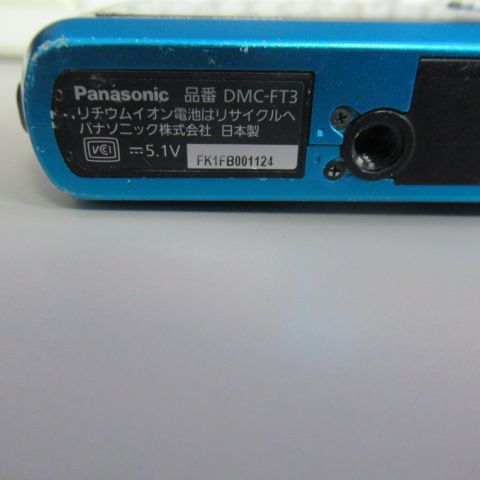 Panasonic 品番 DMC-FT3
リチウムイオン電池はリサイクルへ
パナソニック株式会社 日本製
VCI ⎓5.1V FK1FB001124